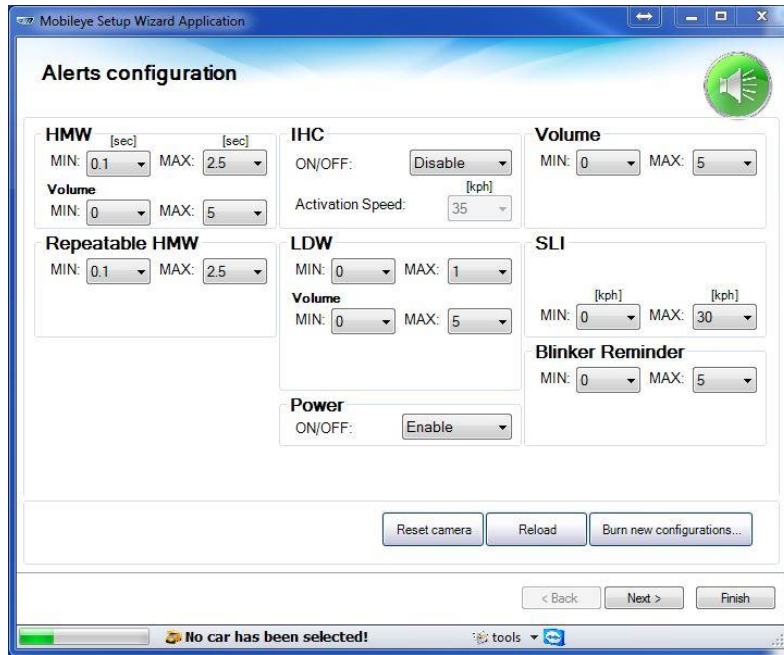 Mobileye Setup Wizard Application
Alerts configuration
HMW
[sec] [sec]
MIN: 0.1 MAX: 2.5
Volume
MIN: 0 MAX: 5
IHC
ON/OFF: Disable
[kph]
Activation Speed: 35
Volume
MIN: 0 MAX: 5
Repeatable HMW
MIN: 0.1 MAX: 2.5
LDW
MIN: 0 MAX: 1
Volume
MIN: 0 MAX: 5
SLI
[kph] [kph]
MIN: 0 MAX: 30
Blinker Reminder
MIN: 0 MAX: 5
Power
ON/OFF: Enable
Reset camera Reload Burn new configurations...
< Back Next > Finish
No car has been selected! tools